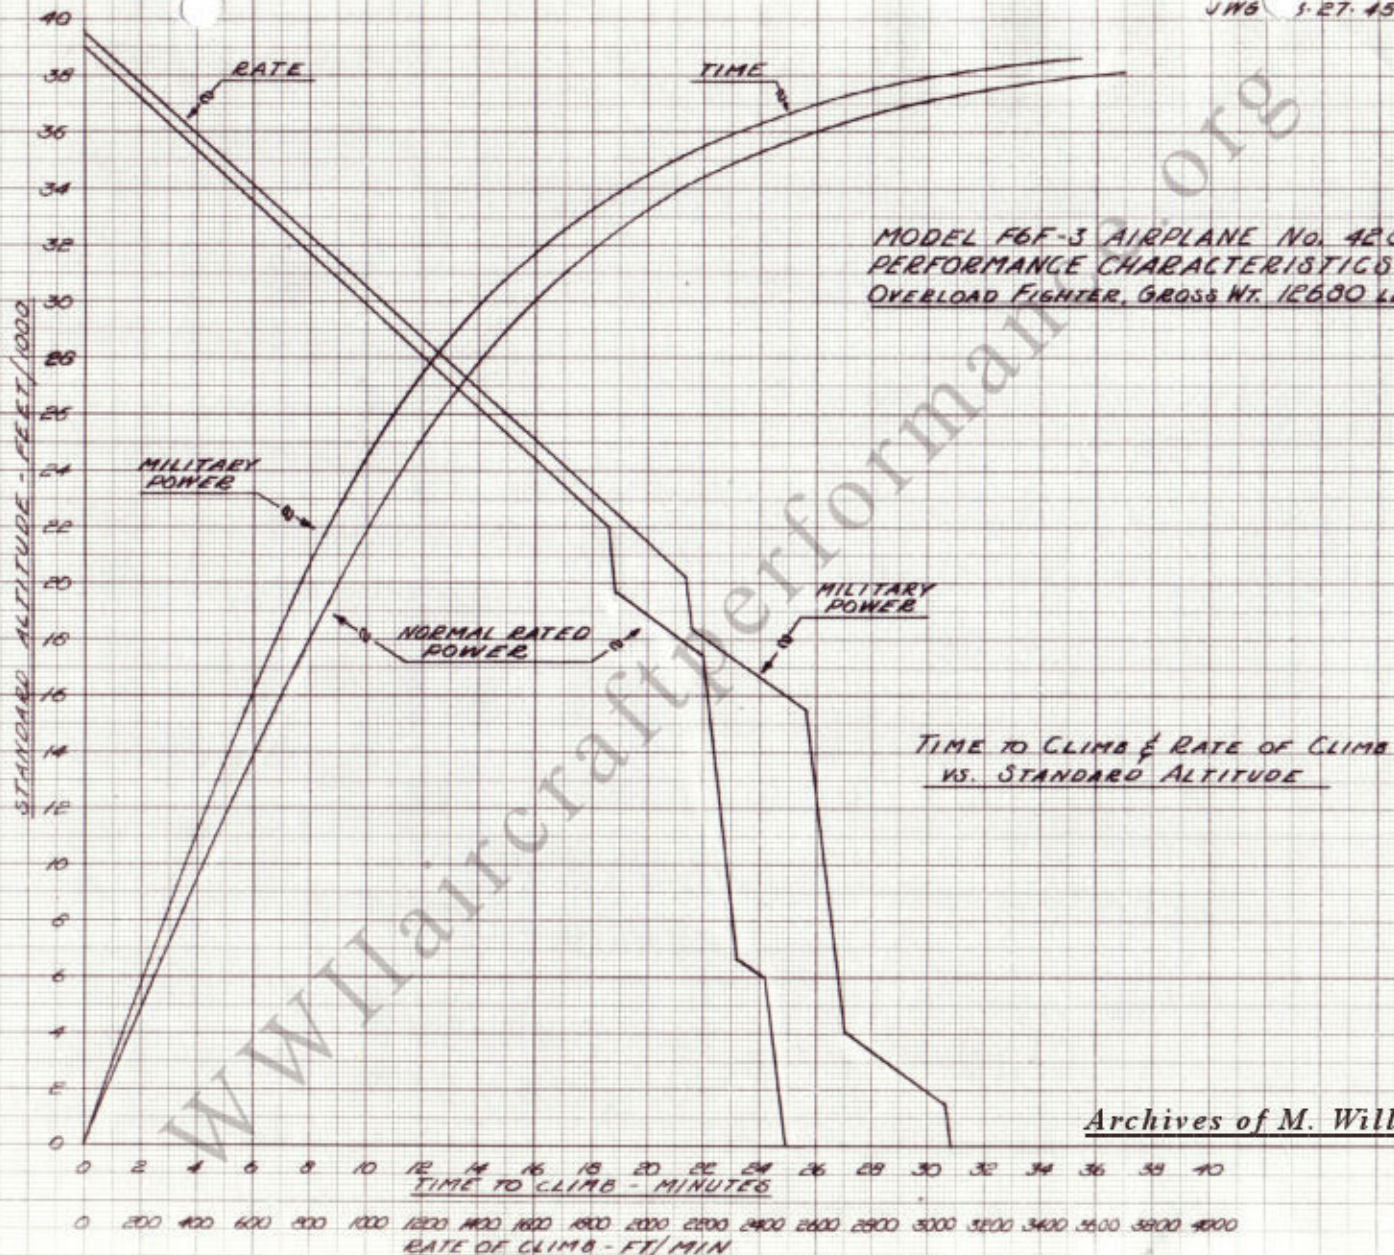 JWG 3.27.45
40
RATE
TIME
38
36
34
MODEL F6F-3 AIRPLANE No.
PERFORMANCE CHARACTERISTICS
OVERLOAD FIGHTER, GROSS WT. 12680
32
30
28
26
MILITARY
POWER
24
22
20
MILITARY
POWER
NORMAL RATED
POWER
18
16
TIME TO CLIMB & RATE OF CLIMB
VS. STANDARD ALTITUDE
14
12
10
8
6
4
2
0
STANDARD ALTITUDE - FEET/1000
Archives of M. Will
0 2 4 6 8 10 12 14 16 18 20 22 24 26 28 30 32 34 36 38 40
TIME TO CLIMB - MINUTES
0 200 400 600 800 1000 1200 1400 1600 1800 2000 2200 2400 2600 2800 3000 3200 3400 3600 3800 4000
RATE OF CLIMB - FT/MIN
WWIIaircraftperformance.org